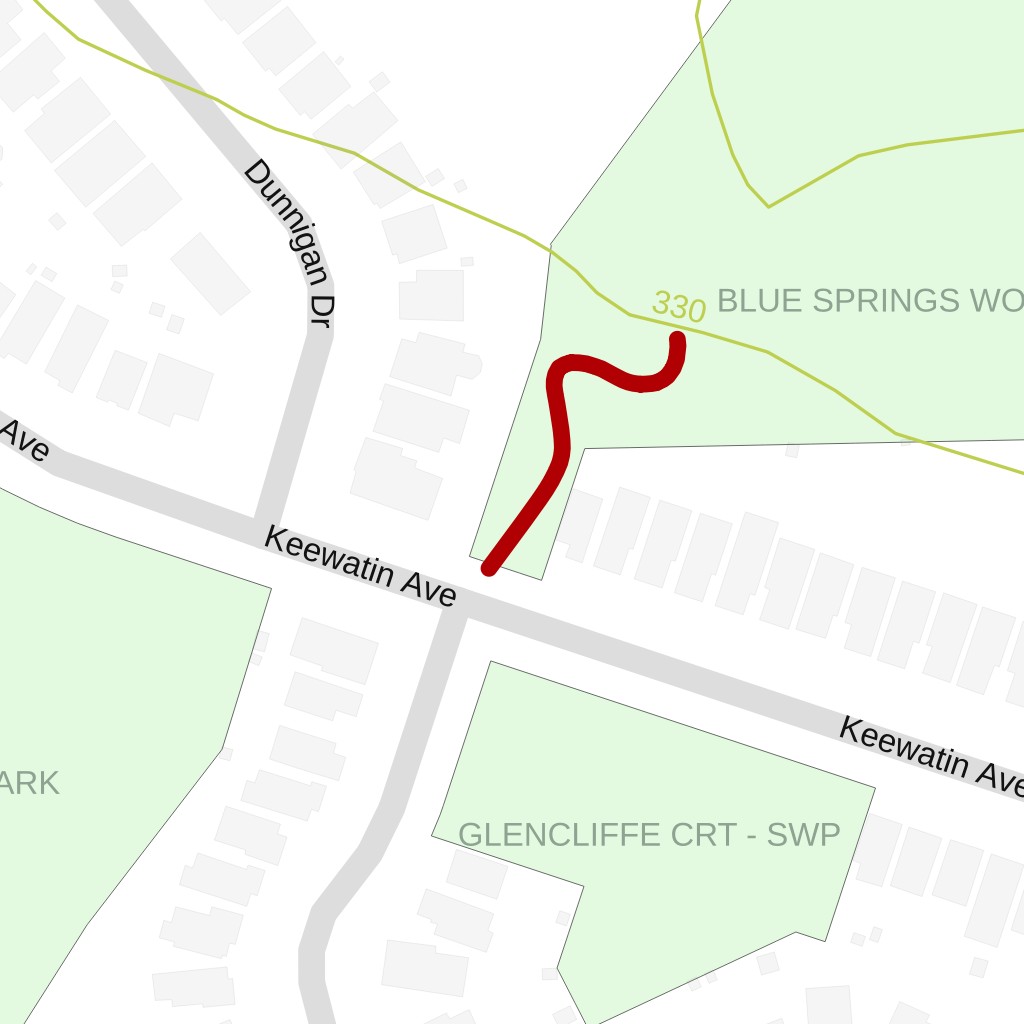 Dunnigan Dr
330
BLUE SPRINGS WO
Ave
Keewatin Ave
Keewatin Ave
ARK
GLENCLIFFE CRT - SWP